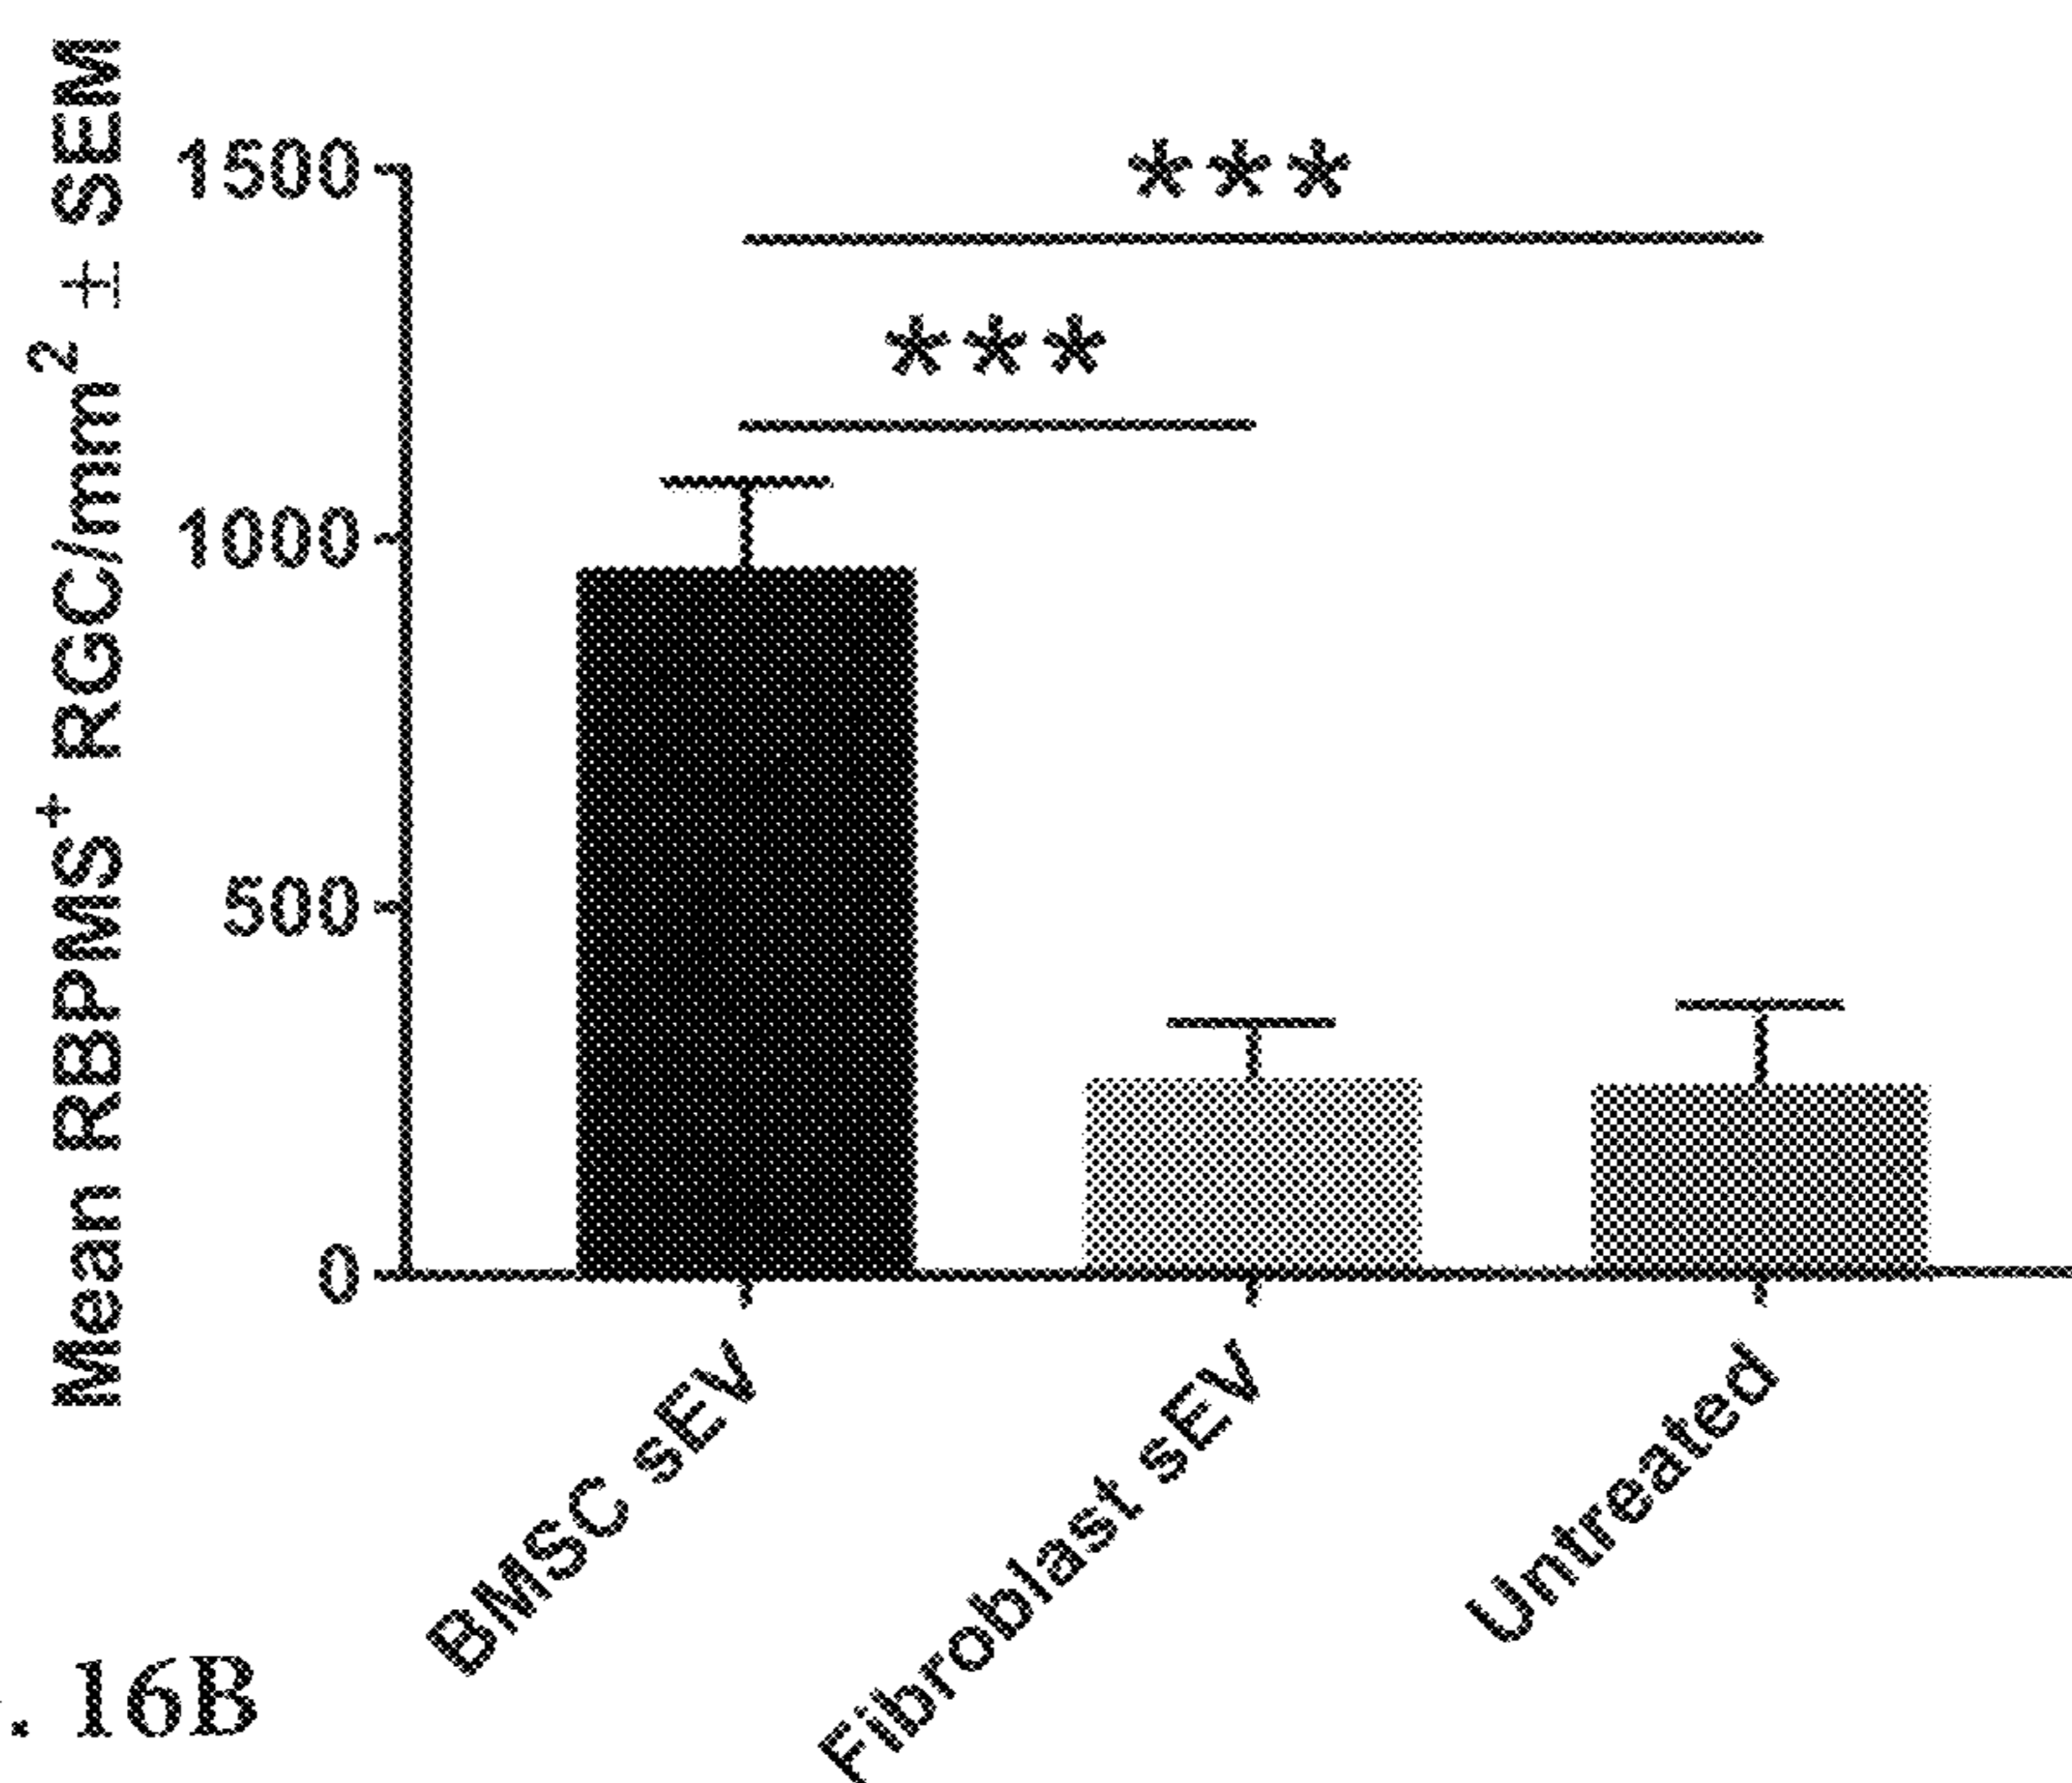 Mean RBPMS⁺ RGC/mm² ± SEM
1500
1000
500
0
***
***
BMSC sEV
Fibroblast sEV
Untreated
. 16B